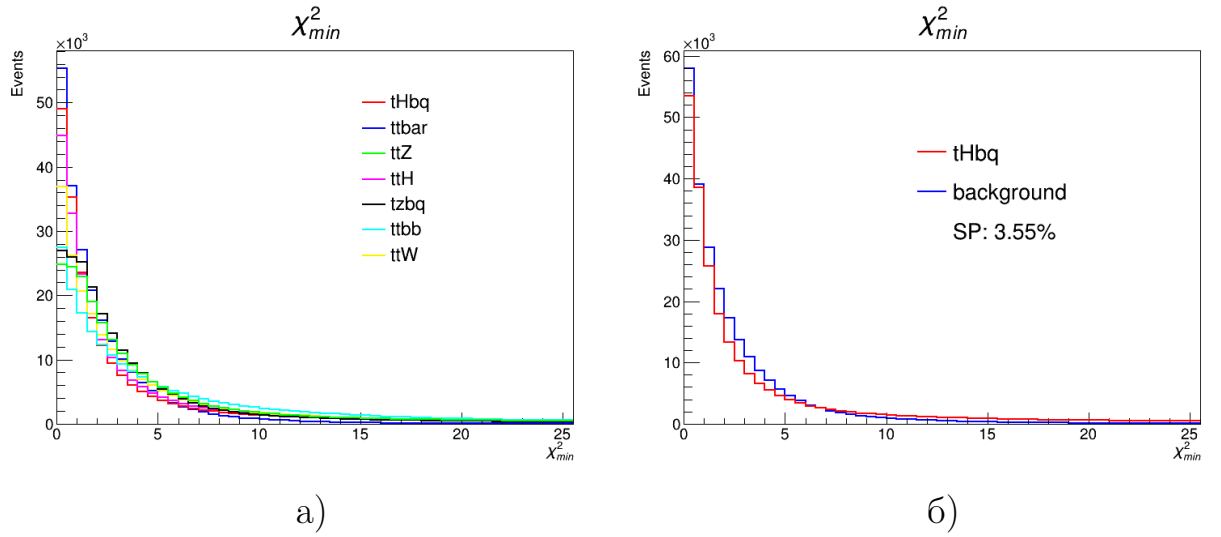 χ²min
×10³
Events
50
40
30
20
10
0
tHbq
ttbar
ttZ
ttH
tzbq
ttbb
ttW
0 5 10 15 20 25
χ²min
а)
χ²min
×10³
Events
60
50
40
30
20
10
0
tHbq
background
SP: 3.55%
0 5 10 15 20 25
χ²min
б)